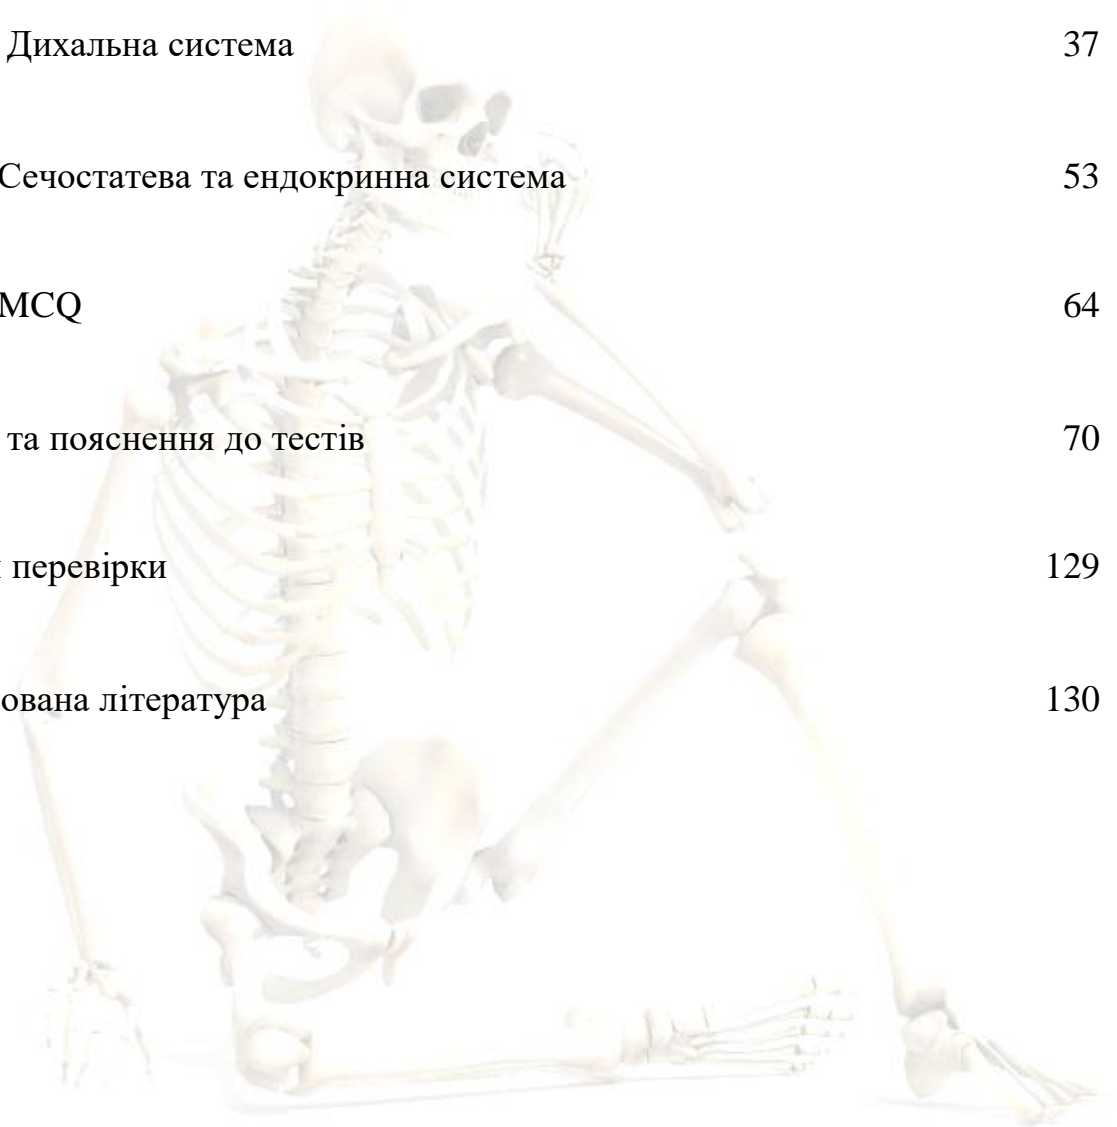 Дихальна система 37
Сечостатева та ендокринна система 53
MCQ 64
та пояснення до тестів 70
перевірки 129
ована література 130